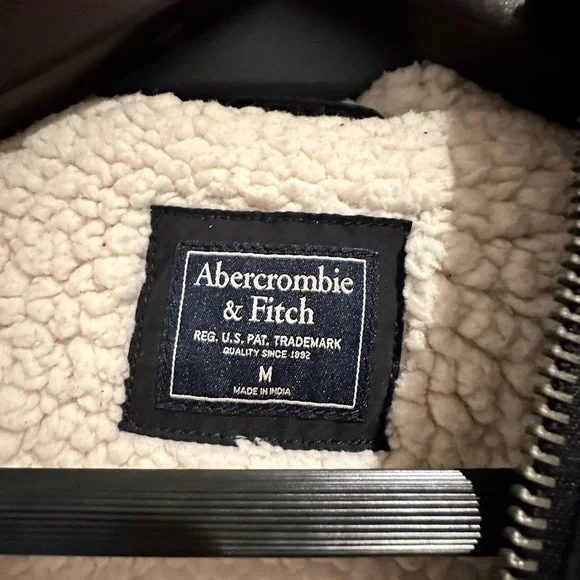 Abercrombie
& Fitch
REG. U.S. PAT. TRADEMARK
QUALITY SINCE 1892
M
MADE IN INDIA